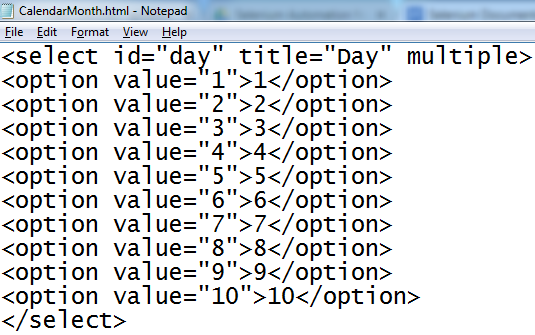 CalendarMonth.html - Notepad
File Edit Format View Help
<select id="day" title="Day" multiple>
<option value="1">1</option>
<option value="2">2</option>
<option value="3">3</option>
<option value="4">4</option>
<option value="5">5</option>
<option value="6">6</option>
<option value="7">7</option>
<option value="8">8</option>
<option value="9">9</option>
<option value="10">10</option>
</select>